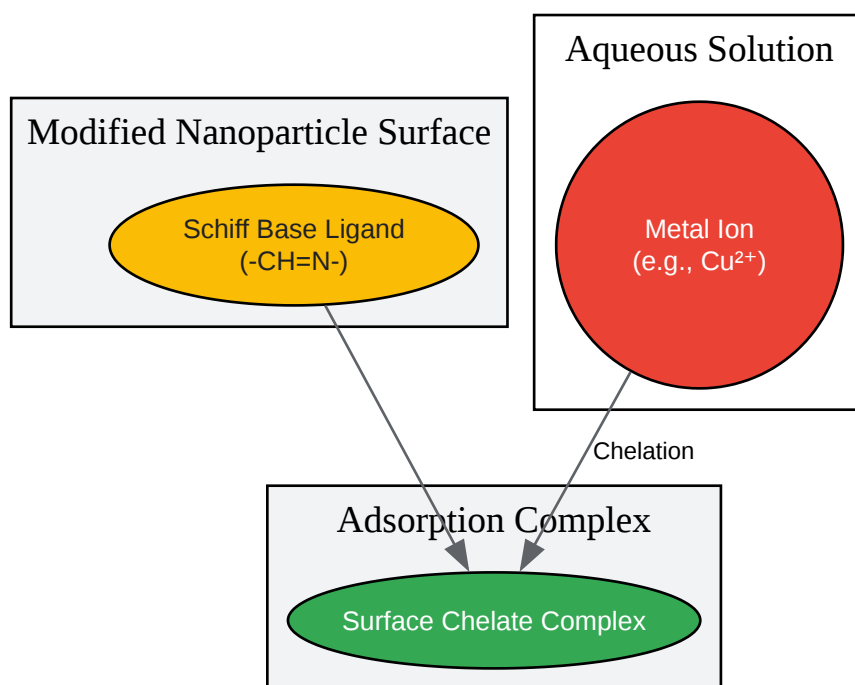 Aqueous Solution
Modified Nanoparticle Surface
Schiff Base Ligand
(-CH=N-)
Metal Ion
(e.g., Cu²⁺)
Chelation
Adsorption Complex
Surface Chelate Complex